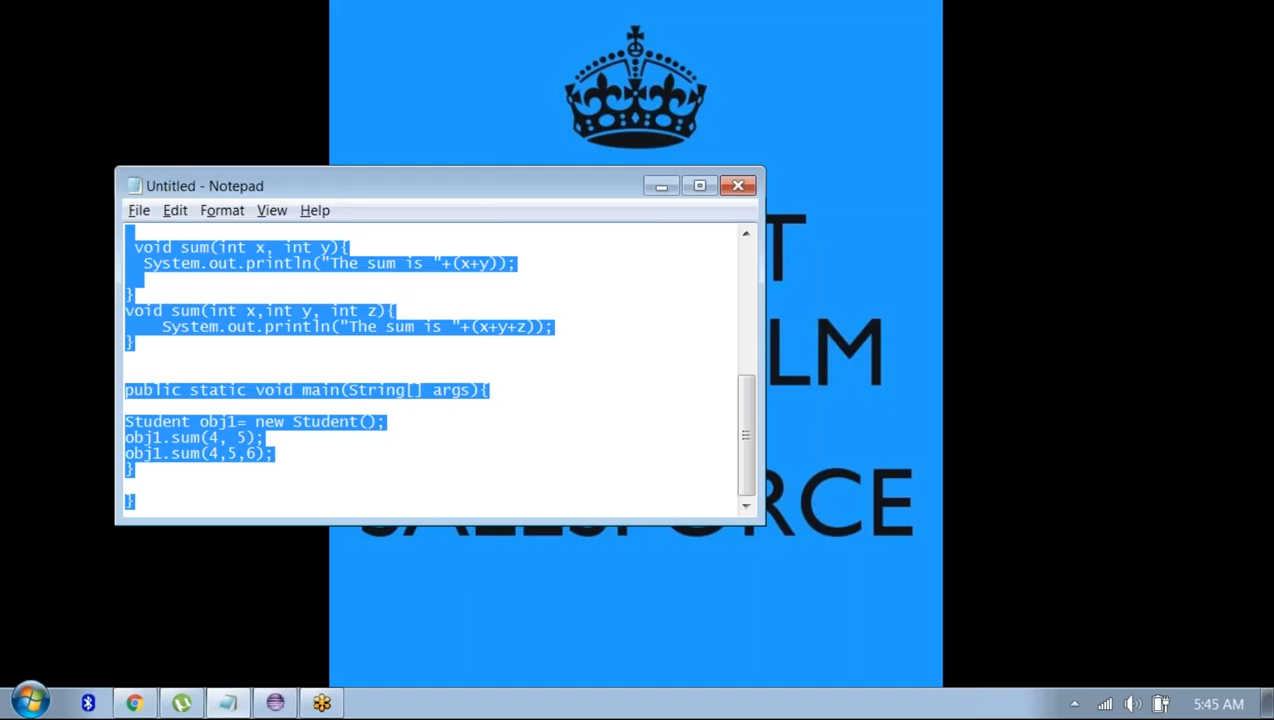 Untitled - Notepad
File Edit Format View Help
void sum(int x, int y){
System.out.println("The sum is "+(x+y));
}
void sum(int x,int y, int z){
System.out.println("The sum is "+(x+y+z));
}
public static void main(String[] args){
Student obj1= new Student();
obj1.sum(4, 5);
obj1.sum(4,5,6);
}
}
T
LM
SALESFORCE
5:45 AM